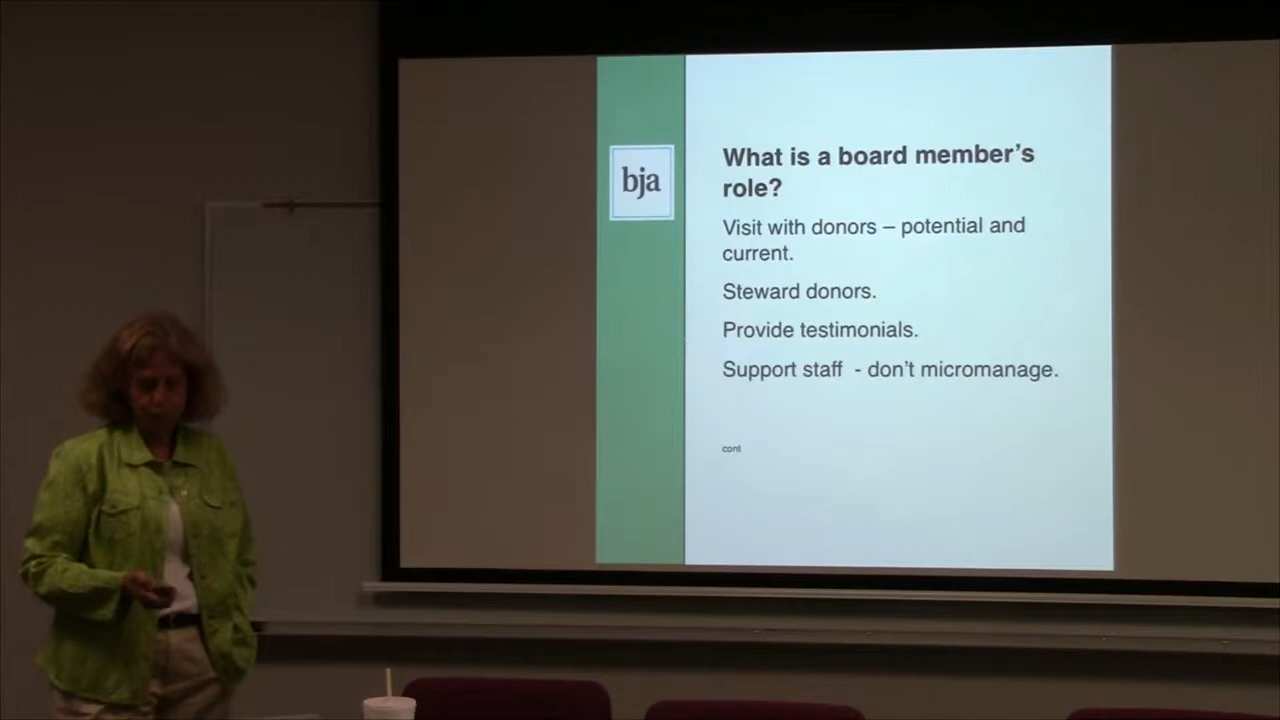 bja
What is a board member's
role?
Visit with donors – potential and
current.
Steward donors.
Provide testimonials.
Support staff  - don't micromanage.
cont